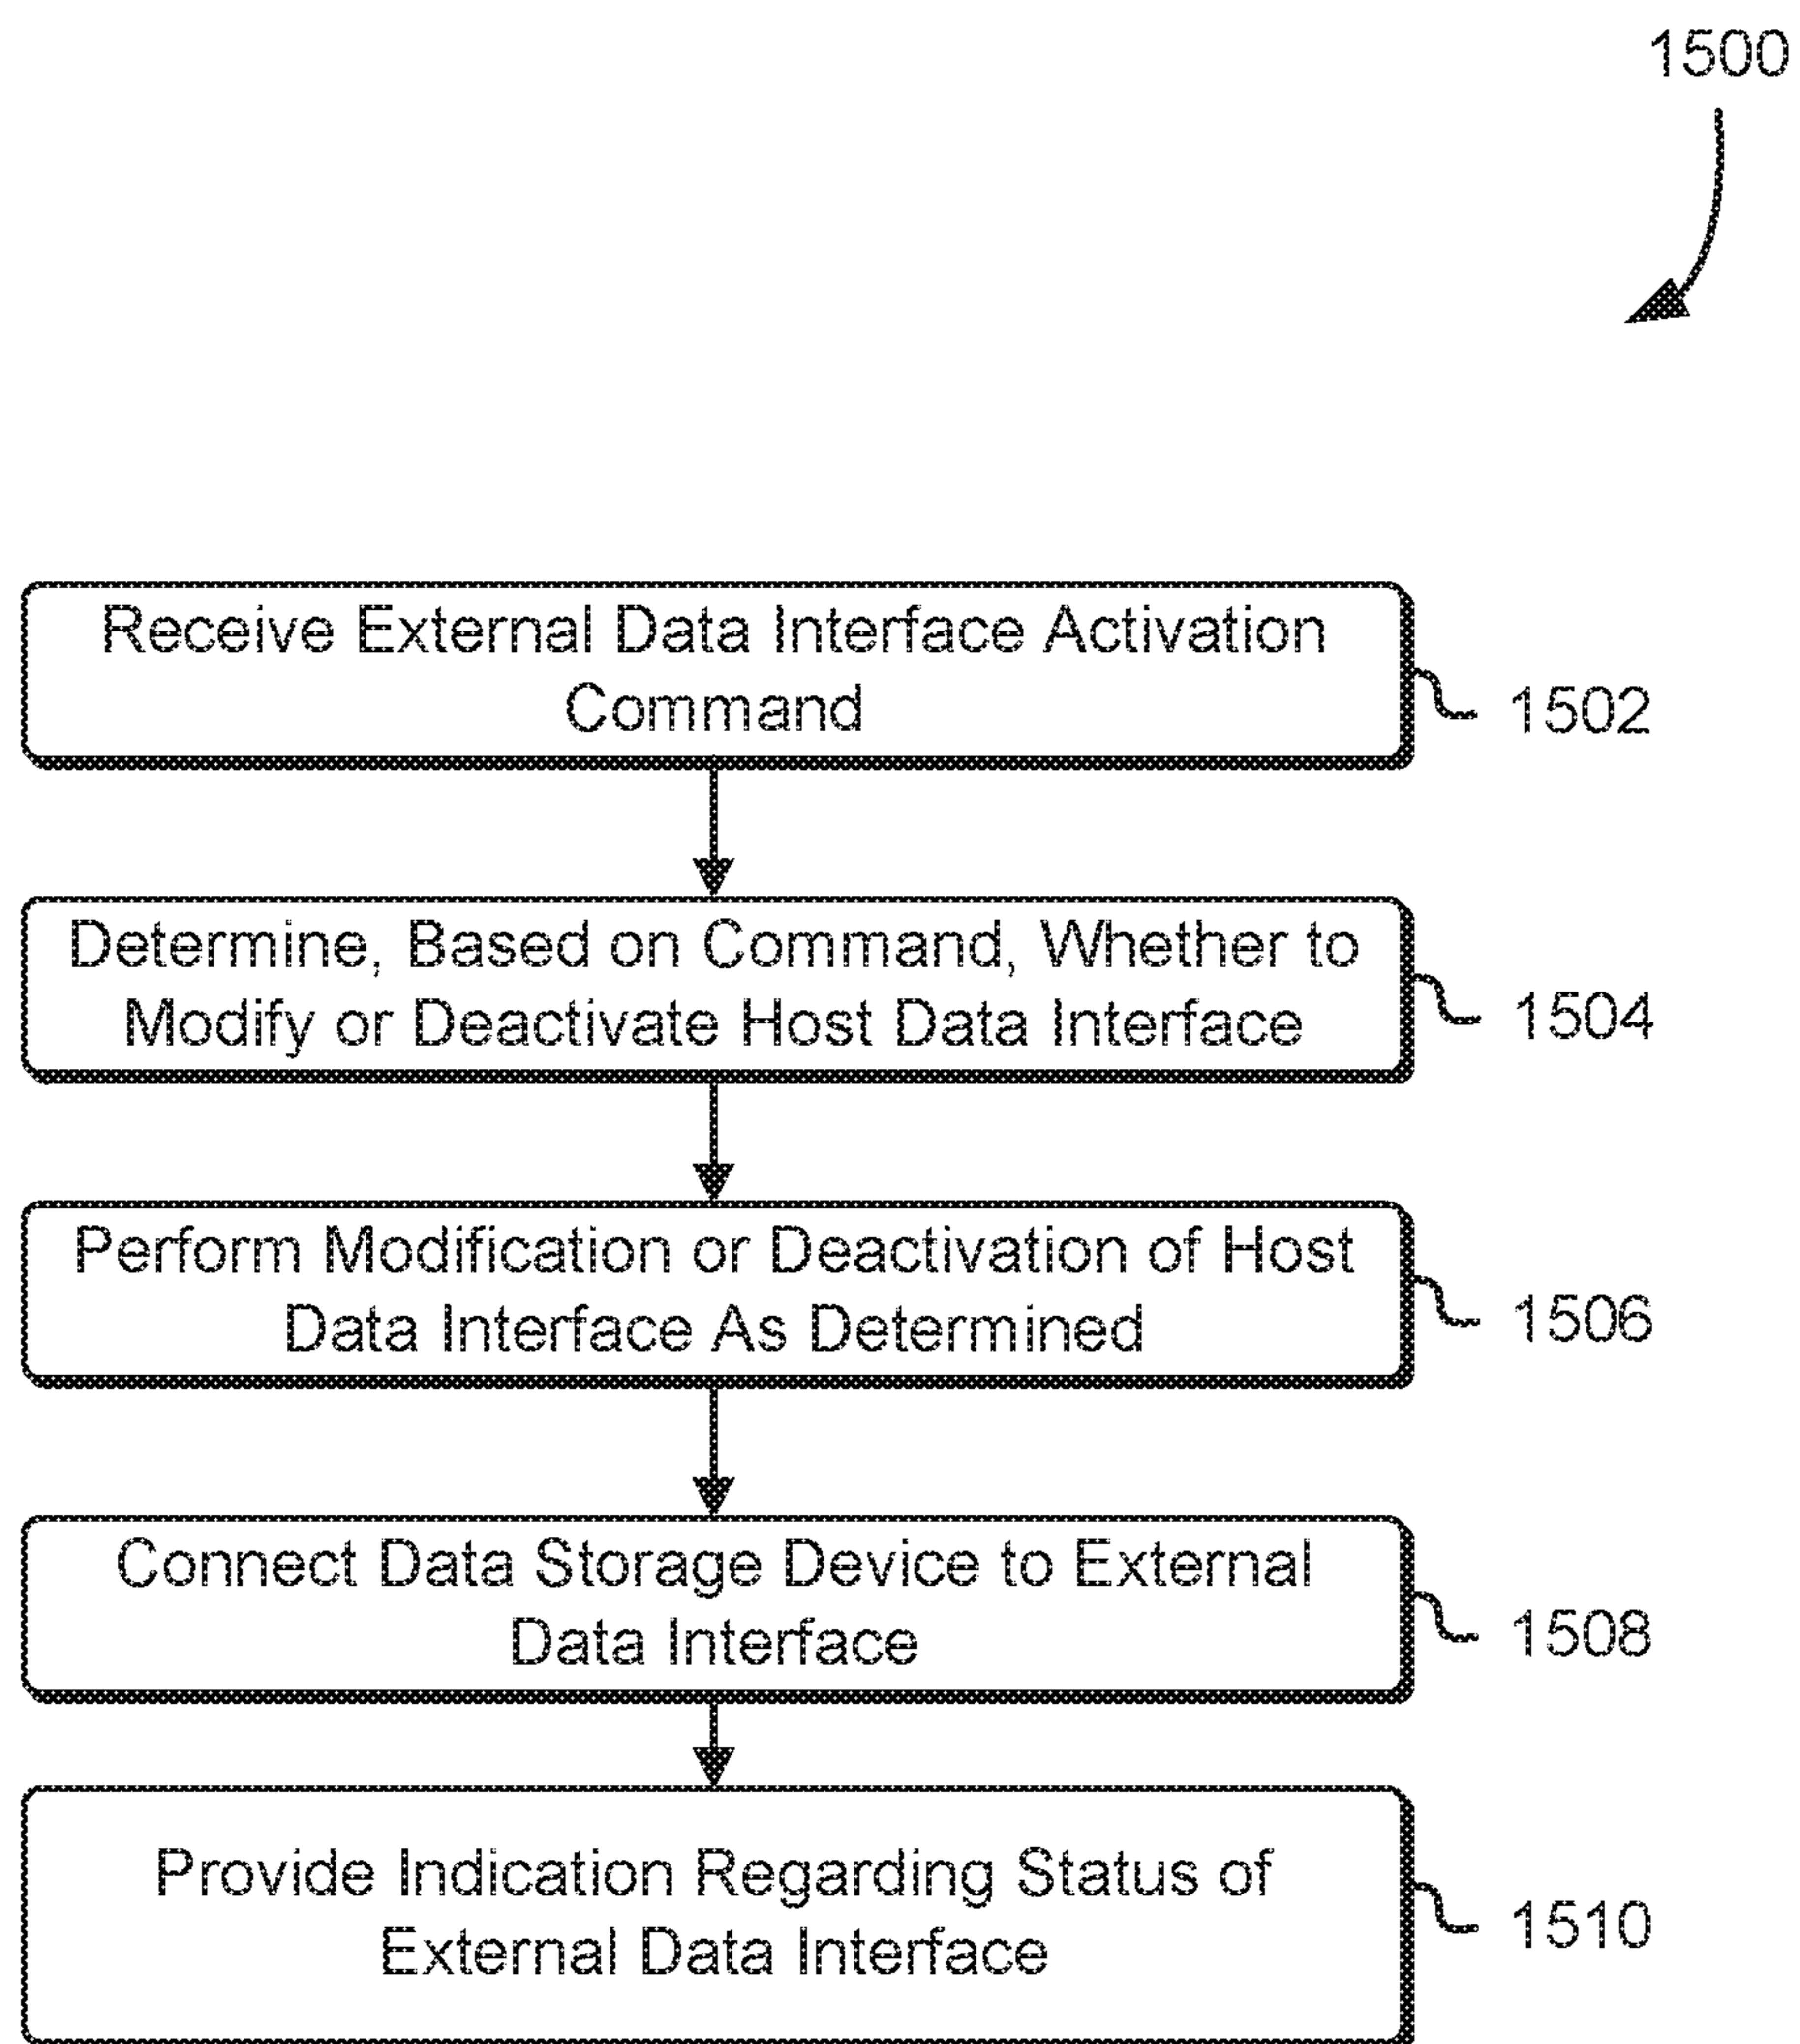 1500
Receive External Data Interface Activation
Command
1502
Determine, Based on Command, Whether to
Modify or Deactivate Host Data Interface
1504
Perform Modification or Deactivation of Host
Data Interface As Determined
1506
Connect Data Storage Device to External
Data Interface
1508
Provide Indication Regarding Status of
External Data Interface
1510